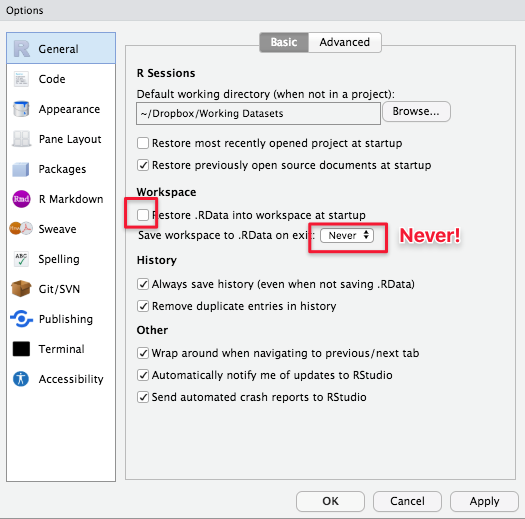 Options
R General
Code
Appearance
Pane Layout
Packages
Rmd R Markdown
Sweave
ABC Spelling
Git/SVN
Publishing
Terminal
Accessibility
Basic Advanced
R Sessions
Default working directory (when not in a project):
~/Dropbox/Working Datasets Browse...
Restore most recently opened project at startup
Restore previously open source documents at startup
Workspace
Restore .RData into workspace at startup
Save workspace to .RData on exit: Never Never!
History
Always save history (even when not saving .RData)
Remove duplicate entries in history
Other
Wrap around when navigating to previous/next tab
Automatically notify me of updates to RStudio
Send automated crash reports to RStudio
OK Cancel Apply